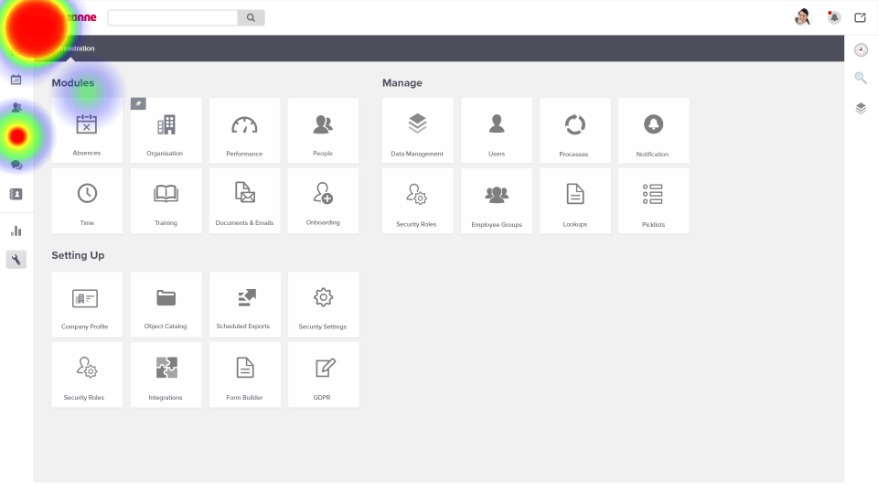 Modules
Manage
Absences
Organisation
Performance
People
Data Management
Users
Processes
Notification
Time
Training
Documents & Emails
Onboarding
Security Roles
Employee Groups
Lookups
Picklists
Setting Up
Company Profile
Object Catalog
Scheduled Exports
Security Settings
Security Roles
Integrations
Form Builder
GDPR